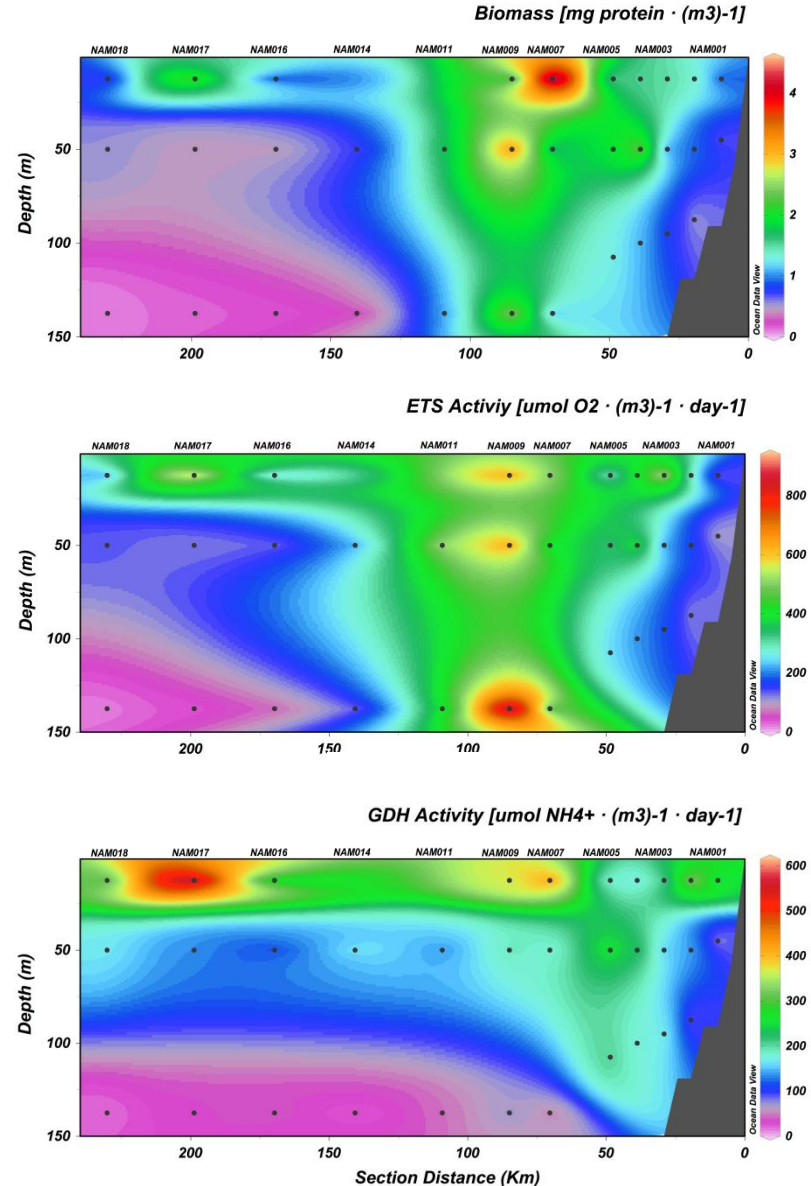 Biomass [mg protein · (m3)-1]
NAM018 NAM017 NAM016 NAM014 NAM011 NAM009 NAM007 NAM005 NAM003 NAM001
Depth (m)
50
100
150
200 150 100 50 0
Ocean Data View
4
3
2
1
0
ETS Activiy [umol O2 · (m3)-1 · day-1]
NAM018 NAM017 NAM016 NAM014 NAM011 NAM009 NAM007 NAM005 NAM003 NAM001
Depth (m)
50
100
150
200 150 100 50 0
Ocean Data View
800
600
400
200
0
GDH Activity [umol NH4+ · (m3)-1 · day-1]
NAM018 NAM017 NAM016 NAM014 NAM011 NAM009 NAM007 NAM005 NAM003 NAM001
Depth (m)
50
100
150
200 150 100 50 0
Section Distance (Km)
Ocean Data View
600
500
400
300
200
100
0